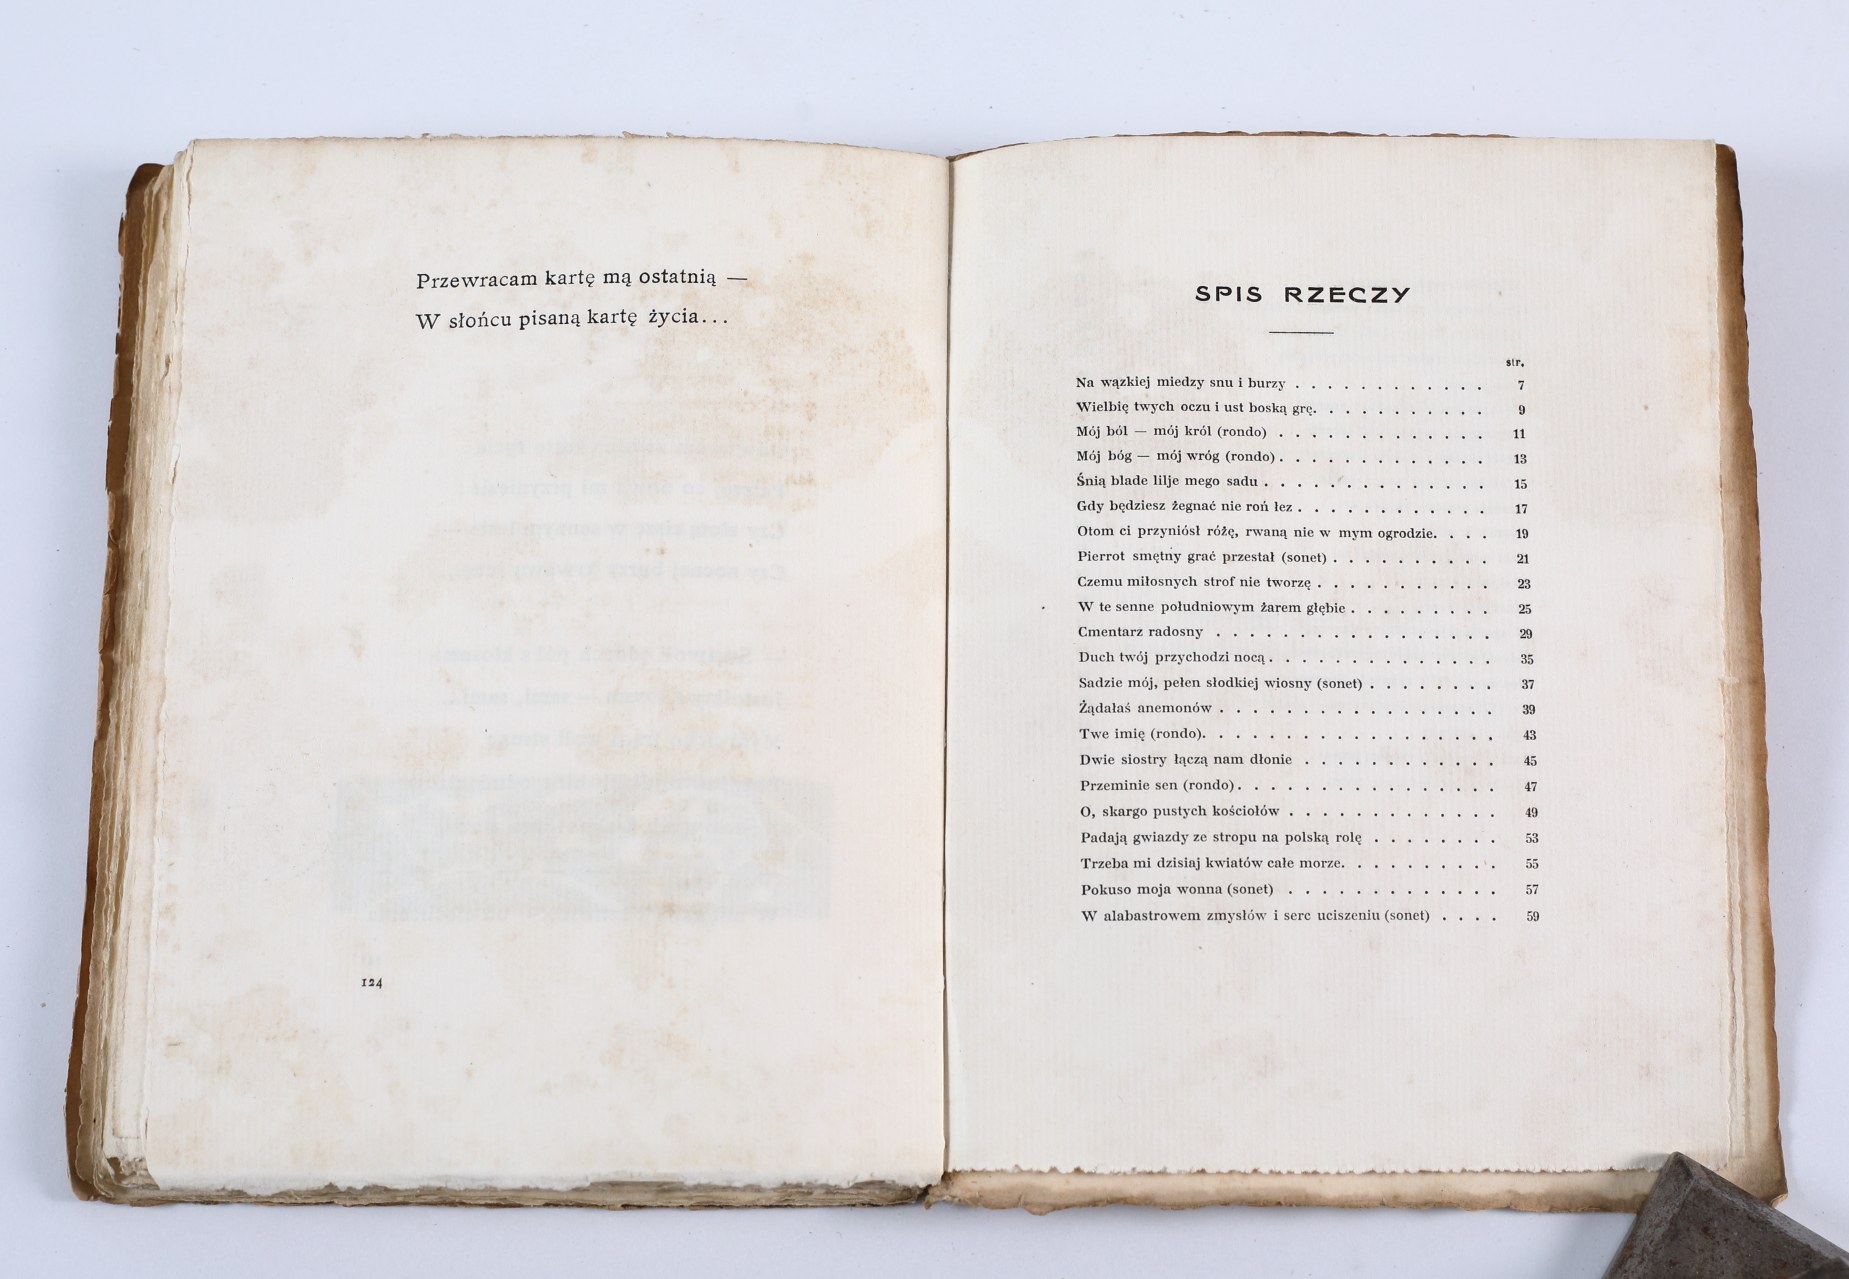 Przewracam kartę mą ostatnią —
W słońcu pisaną kartę życia...
124
SPIS RZECZY
str.
Na wązkiej miedzy snu i burzy . . . . . . . . . . . . 7
Wielbię twych oczu i ust boską grę. . . . . . . . . . . 9
Mój ból — mój król (rondo) . . . . . . . . . . . . . 11
Mój bóg — mój wróg (rondo) . . . . . . . . . . . . . 13
Śnią blade lilje mego sadu . . . . . . . . . . . . . . 15
Gdy będziesz żegnać nie roń łez . . . . . . . . . . . . 17
Otom ci przyniósł różę, rwaną nie w mym ogrodzie. . . . 19
Pierrot smętny grać przestał (sonet) . . . . . . . . . . 21
Czemu miłosnych strof nie tworzę . . . . . . . . . . . 23
W te senne południowym żarem głębie . . . . . . . . . 25
Cmentarz radosny . . . . . . . . . . . . . . . . . 29
Duch twój przychodzi nocą . . . . . . . . . . . . . . 35
Sadzie mój, pełen słodkiej wiosny (sonet) . . . . . . . . 37
Żądałaś anemonów . . . . . . . . . . . . . . . . . 39
Twe imię (rondo). . . . . . . . . . . . . . . . . . 43
Dwie siostry łączą nam dłonie . . . . . . . . . . . . 45
Przeminie sen (rondo) . . . . . . . . . . . . . . . . 47
O, skargo pustych kościołów . . . . . . . . . . . . . 49
Padają gwiazdy ze stropu na polską rolę . . . . . . . . 53
Trzeba mi dzisiaj kwiatów całe morze. . . . . . . . . . 55
Pokuso moja wonna (sonet) . . . . . . . . . . . . . 57
W alabastrowem zmysłów i serc uciszeniu (sonet) . . . . 59